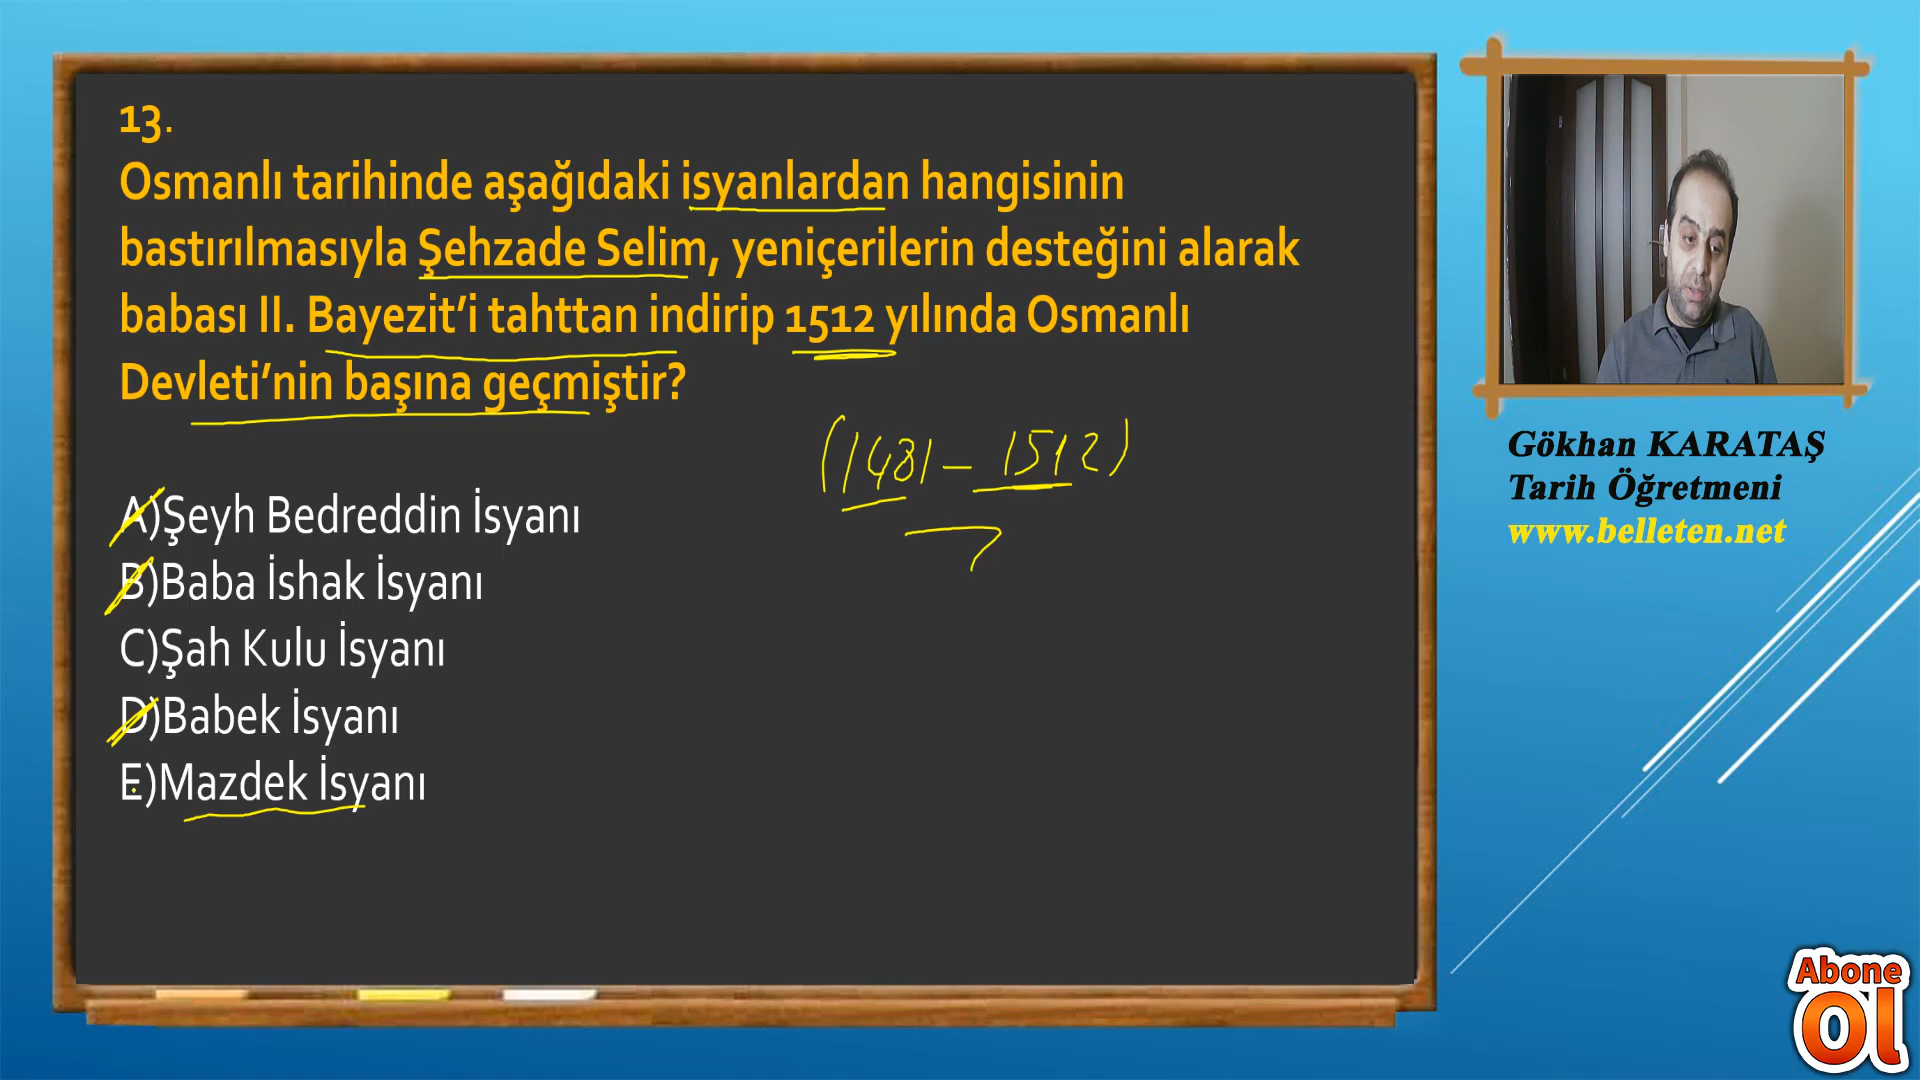 13.
Osmanlı tarihinde aşağıdaki isyanlardan hangisinin
bastırılmasıyla Şehzade Selim, yeniçerilerin desteğini alarak
babası II. Bayezit’i tahttan indirip 1512 yılında Osmanlı
Devleti’nin başına geçmiştir?
(1481 – 1512)
A)Şeyh Bedreddin İsyanı
B)Baba İshak İsyanı
C)Şah Kulu İsyanı
D)Babek İsyanı
E)Mazdek İsyanı
Gökhan KARATAŞ
Tarih Öğretmeni
www.belleten.net
Abone
Ol